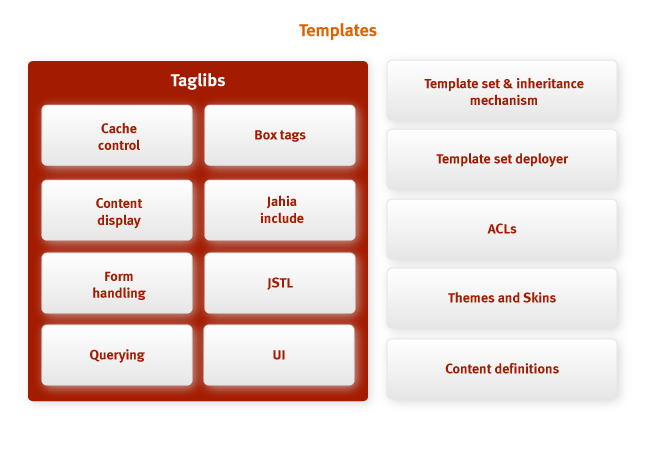 Templates
Taglibs
Cache
control
Box tags
Content
display
Jahia
include
Form
handling
JSTL
Querying
UI
Template set & inheritance
mechanism
Template set deployer
ACLs
Themes and Skins
Content definitions